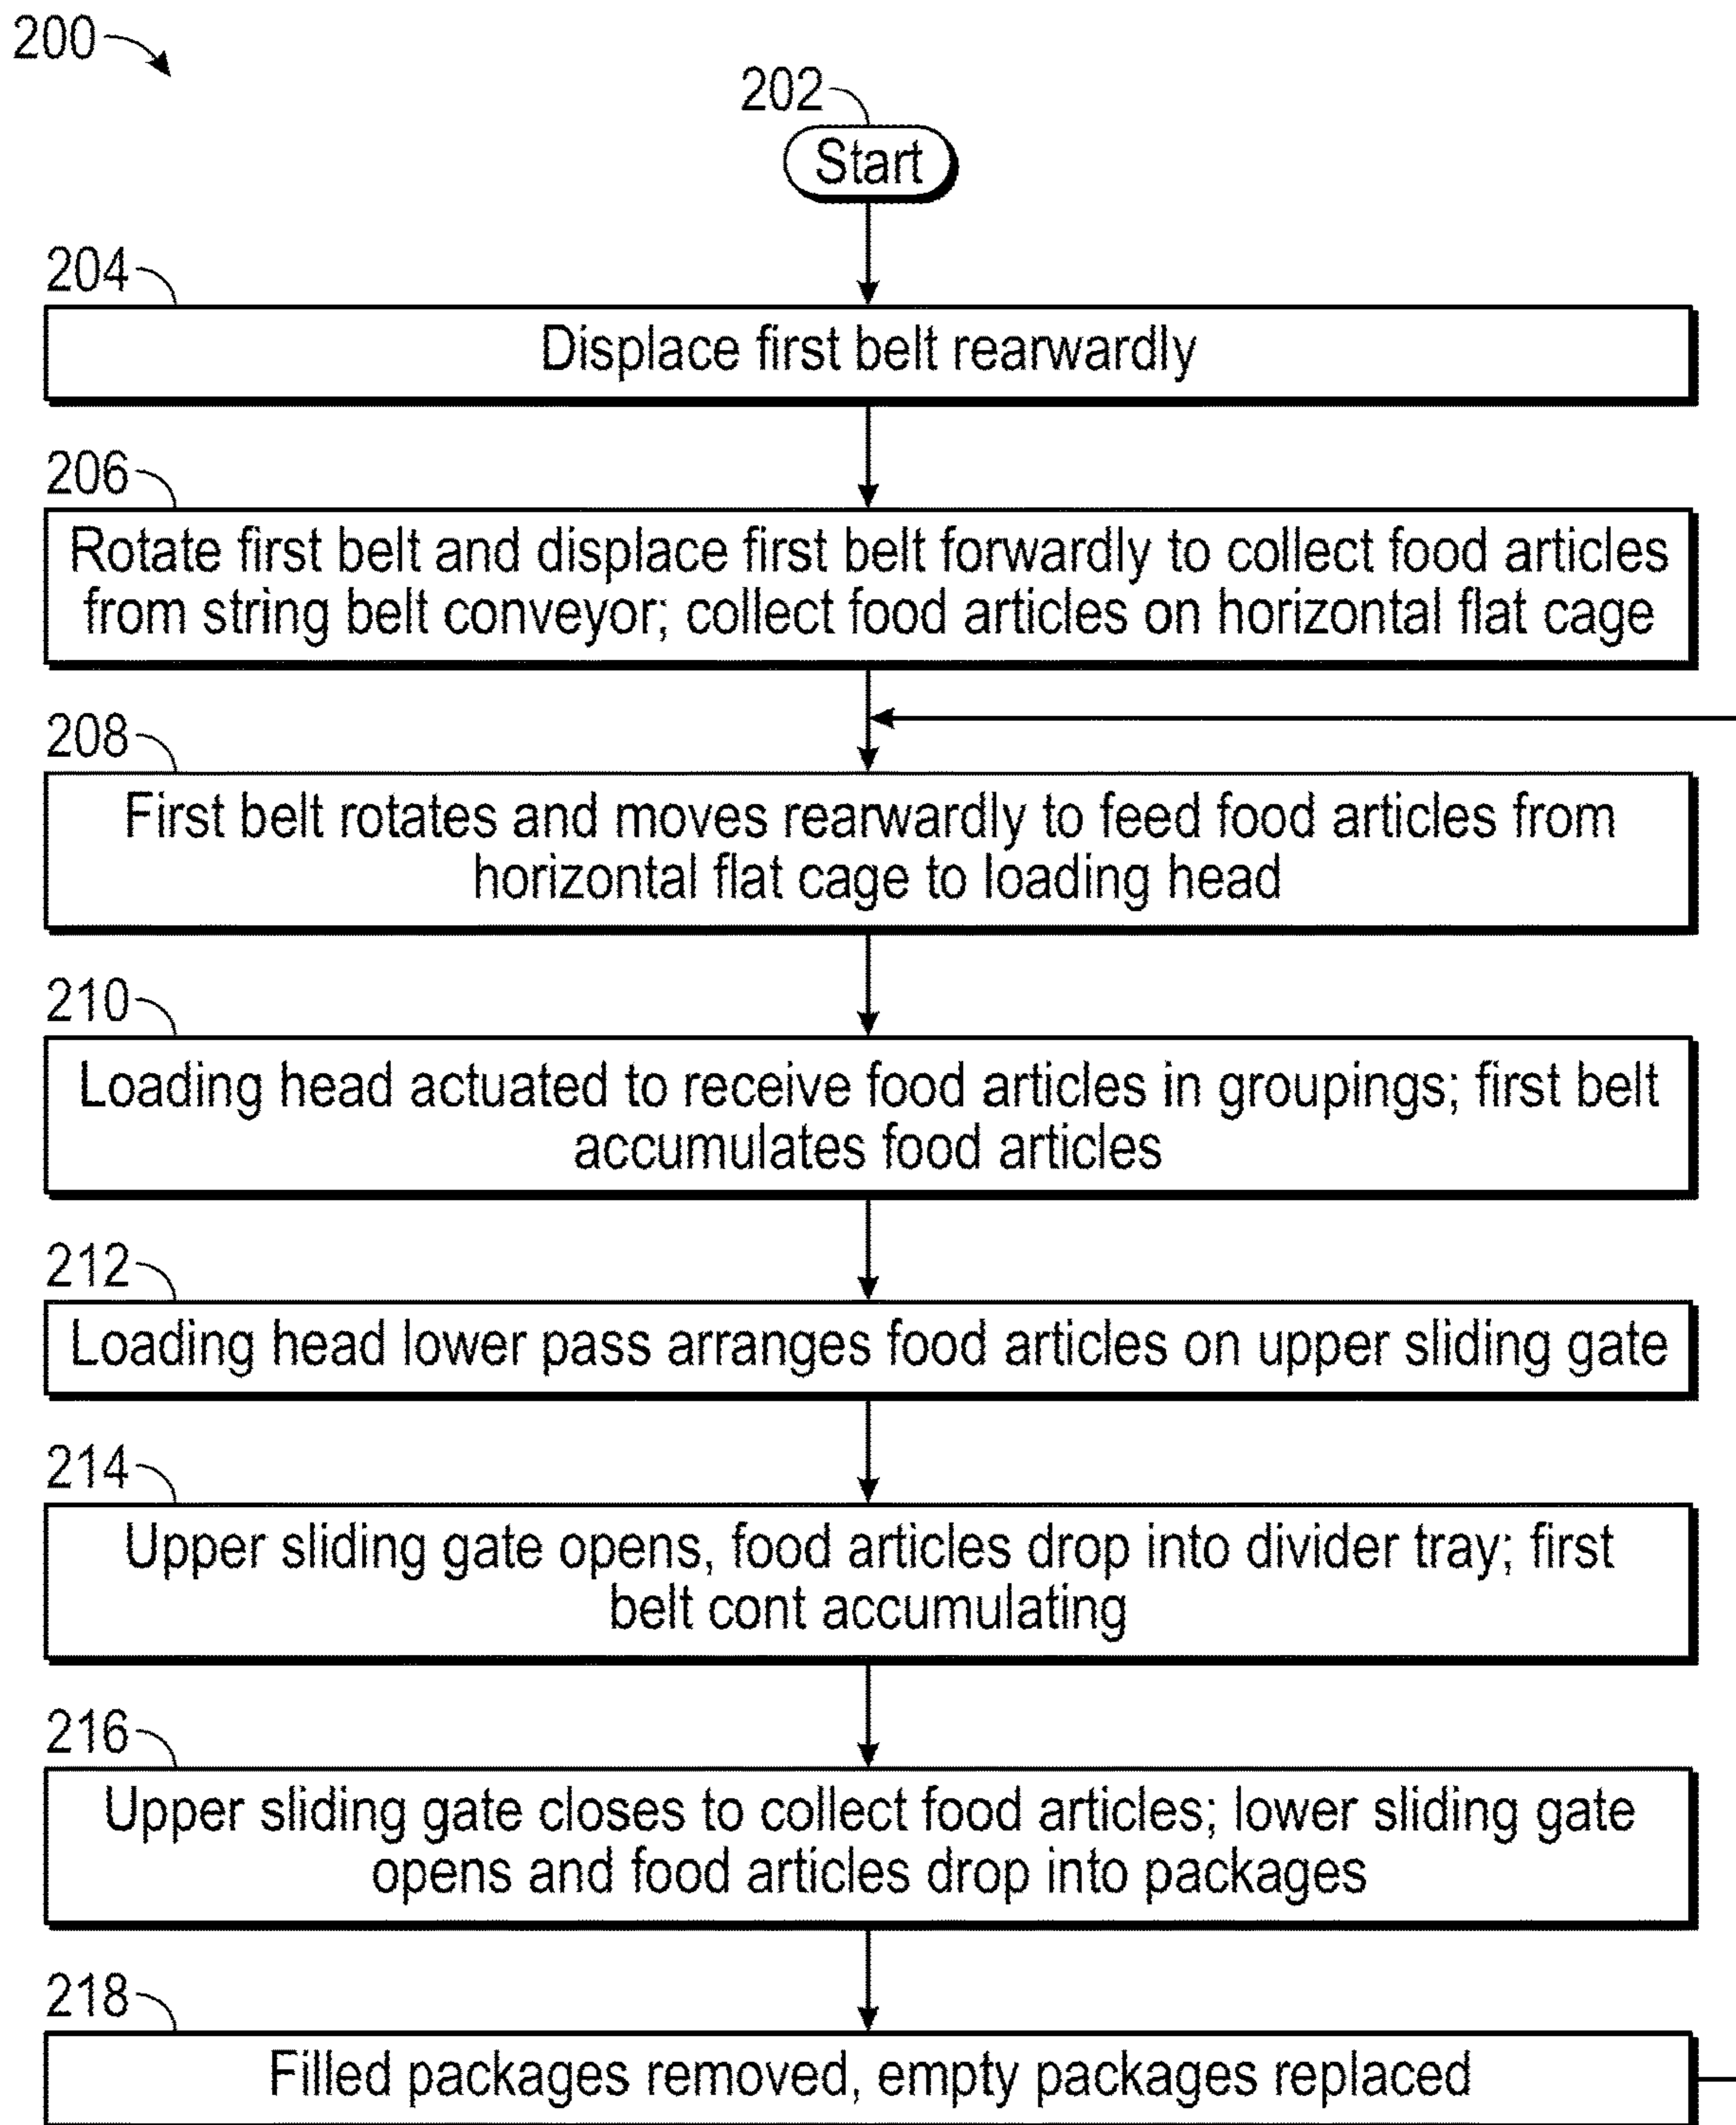 200
202
Start
204
Displace first belt rearwardly
206
Rotate first belt and displace first belt forwardly to collect food articles
from string belt conveyor; collect food articles on horizontal flat cage
208
First belt rotates and moves rearwardly to feed food articles from
horizontal flat cage to loading head
210
Loading head actuated to receive food articles in groupings; first belt
accumulates food articles
212
Loading head lower pass arranges food articles on upper sliding gate
214
Upper sliding gate opens, food articles drop into divider tray; first
belt cont accumulating
216
Upper sliding gate closes to collect food articles; lower sliding gate
opens and food articles drop into packages
218
Filled packages removed, empty packages replaced